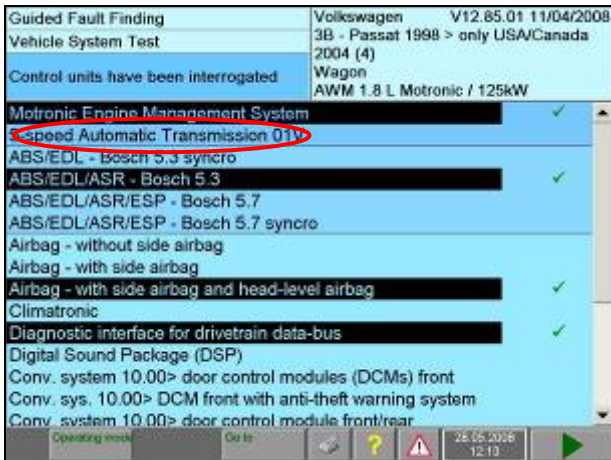 Guided Fault Finding
Vehicle System Test
Control units have been interrogated
Volkswagen V12.85.01 11/04/2008
3B - Passat 1998 > only USA/Canada
2004 (4)
Wagon
AWM 1.8 L Motronic / 125kW
Motronic Engine Management System
5-speed Automatic Transmission 01V
ABS/EDL - Bosch 5.3 syncro
ABS/EDL/ASR - Bosch 5.3
ABS/EDL/ASR/ESP - Bosch 5.7
ABS/EDL/ASR/ESP - Bosch 5.7 syncro
Airbag - without side airbag
Airbag - with side airbag
Airbag - with side airbag and head-level airbag
Climatronic
Diagnostic interface for drivetrain data-bus
Digital Sound Package (DSP)
Conv. system 10.00> door control modules (DCMs) front
Conv. sys. 10.00> DCM front with anti-theft warning system
Conv. system 10.00> door control module front/rear
Operating mode
Go to
?
28.05.2008
12:13